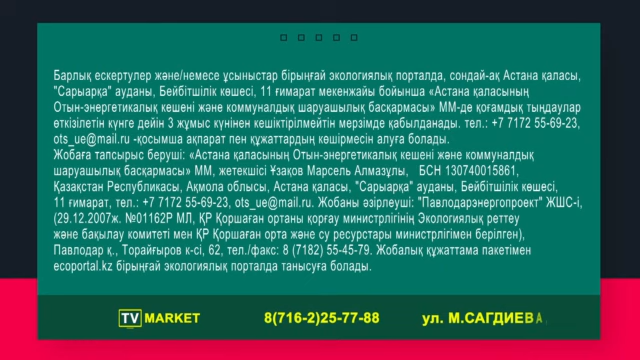 Барлық ескертулер және/немесе ұсыныстар бірыңғай экологиялық порталда, сондай-ақ Астана қаласы,
"Сарыарқа" ауданы, Бейбітшілік көшесі, 11 ғимарат мекенжайы бойынша «Астана қаласының
Отын-энергетикалық кешені және коммуналдық шаруашылық басқармасы» ММ-де қоғамдық тыңдаулар
өткізілетін күнге дейін 3 жұмыс күнінен кешіктірілмейтін мерзімде қабылданады. тел.: +7 7172 55-69-23,
ots_ue@mail.ru -қосымша ақпарат пен құжаттардың көшірмесін алуға болады.
Жобаға тапсырыс беруші: «Астана қаласының Отын-энергетикалық кешені және коммуналдық
шаруашылық басқармасы» ММ, жетекшісі Ұзақов Марсель Алмазұлы, БСН 130740015861,
Қазақстан Республикасы, Ақмола облысы, Астана қаласы, "Сарыарқа" ауданы, Бейбітшілік көшесі,
11 ғимарат, тел.: +7 7172 55-69-23, ots_ue@mail.ru. Жобаны әзірлеуші: "Павлодарэнергопроект" ЖШС-і,
(29.12.2007ж. №01162Р МЛ, ҚР Қоршаған ортаны қорғау министрлігінің Экологиялық реттеу
және бақылау комитеті мен ҚР Қоршаған орта және су ресурстары министрлігімен берілген),
Павлодар қ., Торайғыров к-сі, 62, тел./факс: 8 (7182) 55-45-79. Жобалық құжаттама пакетімен
ecoportal.kz бірыңғай экологиялық порталда танысуға болады.
TV MARKET 8(716-2)25-77-88 ул. М.САГДИЕВА,